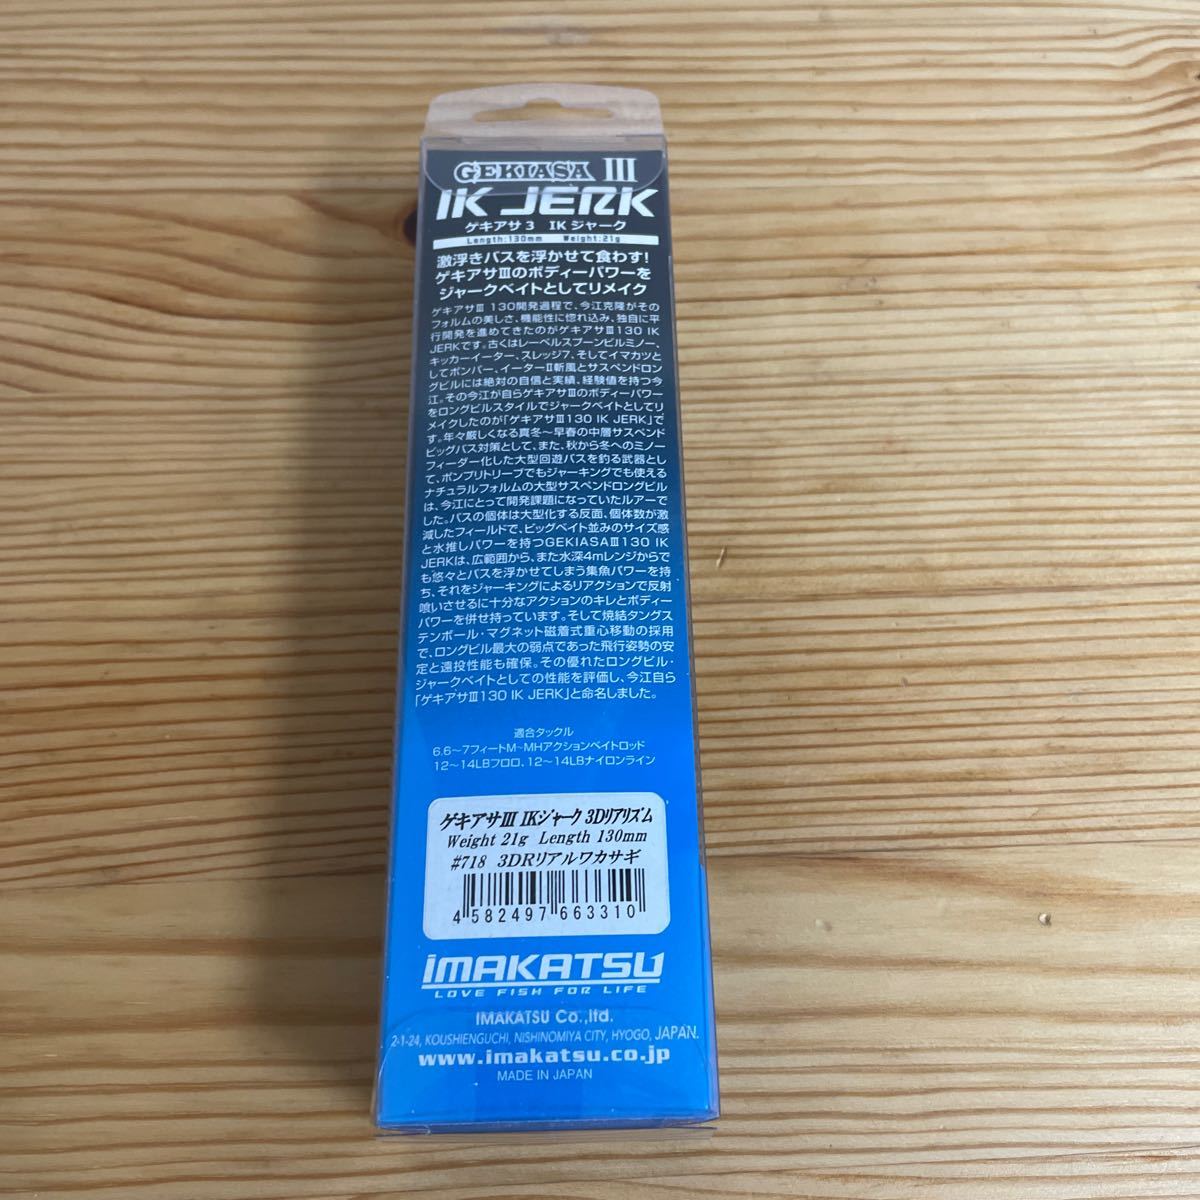 GEKIASA III
IK JERK
ゲキアサ3 IKジャーク
Length:130mm Weight:21g
激浮きバスを浮かせて食わす!
ゲキアサⅢのボディーパワーを
ジャークベイトとしてリメイク
ゲキアサⅢ 130開発過程で、今江克隆がその
フォルムの美しさ、機能性に惚れ込み、独自に平
行開発を進めてきたのがゲキアサⅢ130 IK
JERKです。古くはレーベルスプーンビルミノー、
キッカーイーター、スレッジ7、そしてイマカツと
してボンバー、イーターⅡ斬風とサスペンドロン
グビルには絶対の自信と実績、経験値を持つ今
江。その今江が自らゲキアサⅢのボディーパワー
をロングビルスタイルでジャークベイトとしてリ
メイクしたのが「ゲキアサⅢ130 IK JERK」で
す。年々厳しくなる真冬～早春の中層サスペンド
ビッグバス対策として、また、秋から冬へのミノー
フィーダー化した大型回遊バスを釣る武器とし
て、ポンプリトリーブでもジャーキングでも使える
ナチュラルフォルムの大型サスペンドロングビル
は、今江にとって開発課題になっていたルアーで
した。バスの個体は大型化する反面、個体数が激
減したフィールドで、ビッグベイト並みのサイズ感
と水推しパワーを持つGEKIASAⅢ130 IK
JERKは、広範囲から、また水深4mレンジからで
も悠々とバスを浮かせてしまう集魚パワーを持
ち、それをジャーキングによるリアクションで反射
喰いさせるに十分なアクションのキレとボディー
パワーを併せ持っています。そして焼結タングス
テンボール・マグネット磁着式重心移動の採用
で、ロングビル最大の弱点であった飛行姿勢の安
定と遠投性能も確保。その優れたロングビル・
ジャークベイトとしての性能を評価し、今江自ら
「ゲキアサⅢ130 IK JERK」と命名しました。
適合タックル
6.6～7フィートM~MHアクションベイトロッド
12～14LBフロロ、12～14LBナイロンライン
ゲキアサⅢ IKジャーク 3Dリアリズム
Weight 21g Length 130mm
#718 3DRリアルワカサギ
4 582497 663310
IMAKATSU
LOVE FISH FOR LIFE
IMAKATSU Co.,ltd.
2-1-24, KOUSHIENGUCHI, NISHINOMIYA CITY, HYOGO, JAPAN.
www.imakatsu.co.jp
MADE IN JAPAN